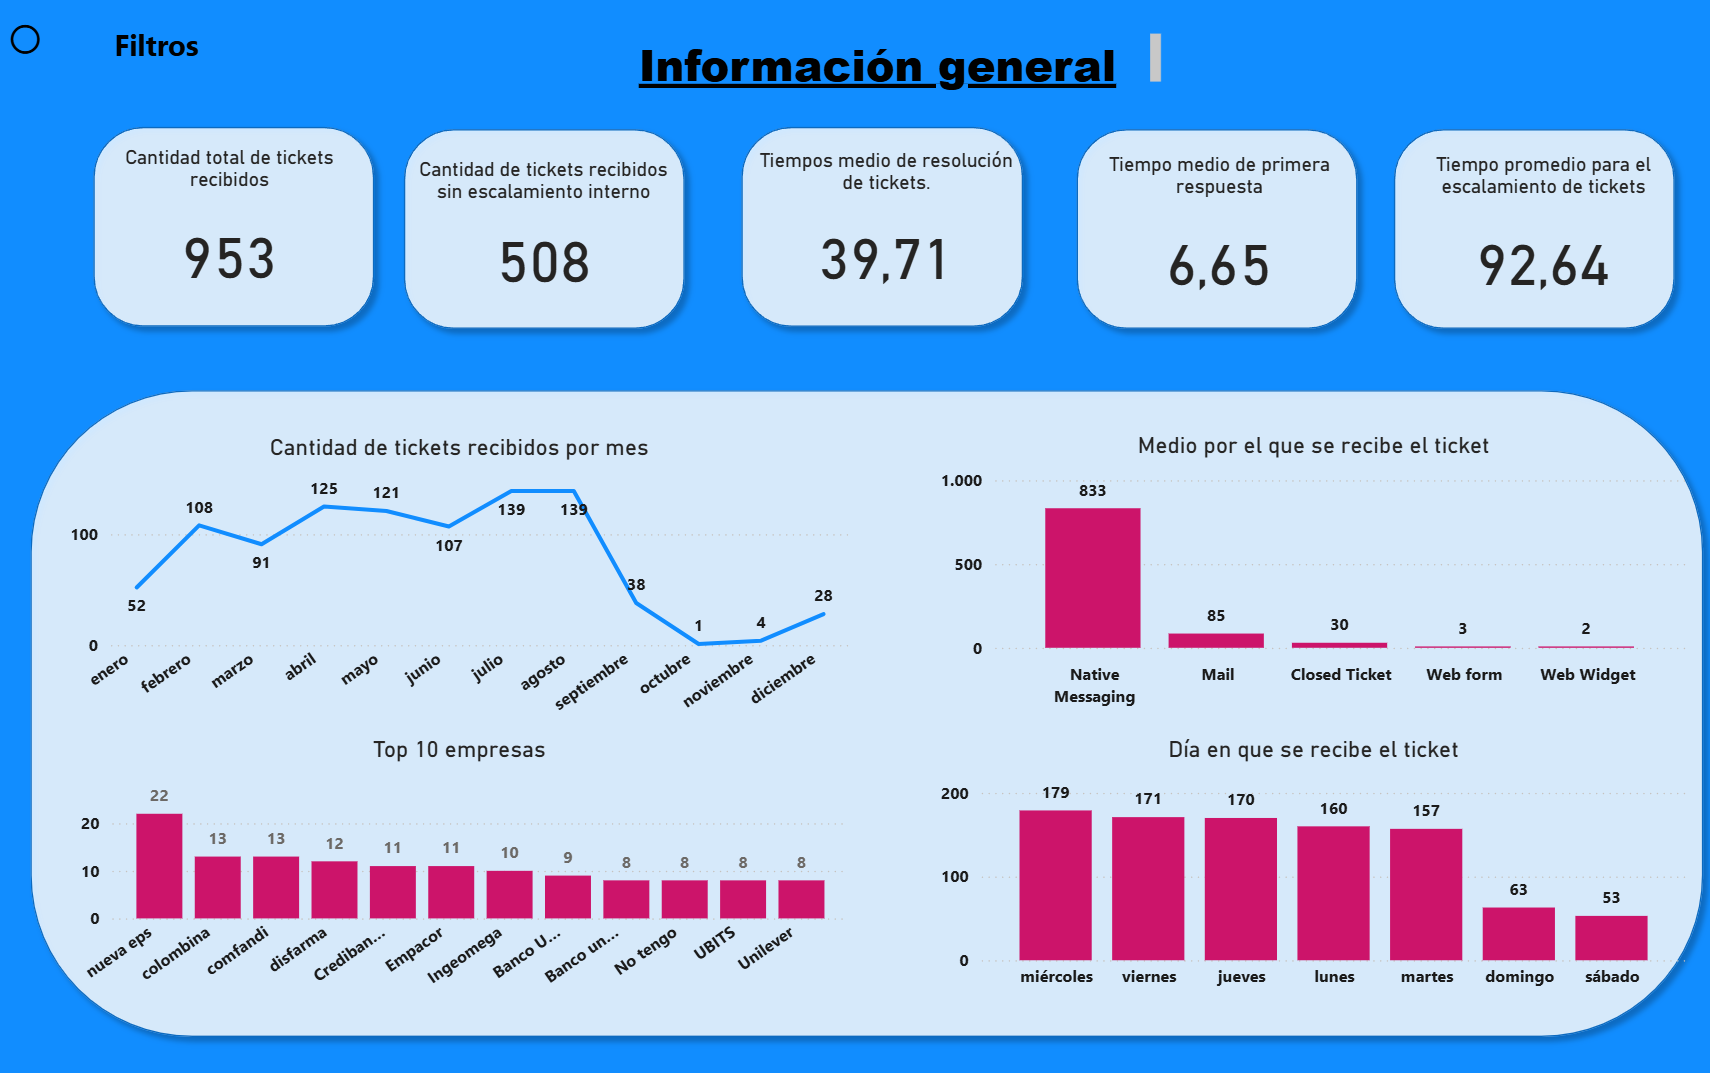 Filtros
Información general
Cantidad total de tickets
recibidos
953
Cantidad de tickets recibidos
sin escalamiento interno
508
Tiempos medio de resolución
de tickets.
39,71
Tiempo medio de primera
respuesta
6,65
Tiempo promedio para el
escalamiento de tickets
92,64
Cantidad de tickets recibidos por mes
100
0
52
108
91
125
121
107
139
139
38
1
4
28
enero
febrero
marzo
abril
mayo
junio
julio
agosto
septiembre
octubre
noviembre
diciembre
Medio por el que se recibe el ticket
1.000
500
0
833
85
30
3
2
Native
Messaging
Mail
Closed Ticket
Web form
Web Widget
Top 10 empresas
20
10
0
22
13
13
12
11
11
10
9
8
8
8
8
nueva eps
colombina
comfandi
disfarma
Crediban...
Empacor
Ingeomega
Banco U...
Banco un...
No tengo
UBITS
Unilever
Día en que se recibe el ticket
200
100
0
179
171
170
160
157
63
53
miércoles
viernes
jueves
lunes
martes
domingo
sábado